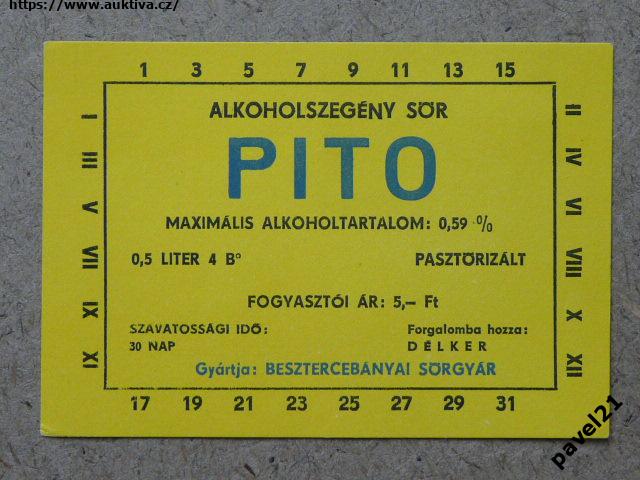 https://www.auktiva.cz/
1 3 5 7 9 11 13 15
I III V VII XI IX
II IV VI VIII X XII
ALKOHOLSZEGÉNY SÖR
PITO
MAXIMÁLIS ALKOHOLTARTALOM: 0,59 %
0,5 LITER 4 B° PASZTÖRIZÁLT
FOGYASZTÓI ÁR: 5,– Ft
SZAVATOSSÁGI IDŐ: Forgalomba hozza:
30 NAP DÉLKER
Gyártja: BESZTERCEBÁNYAI SÖRGYÁR
17 19 21 23 25 27 29 31
pavel21